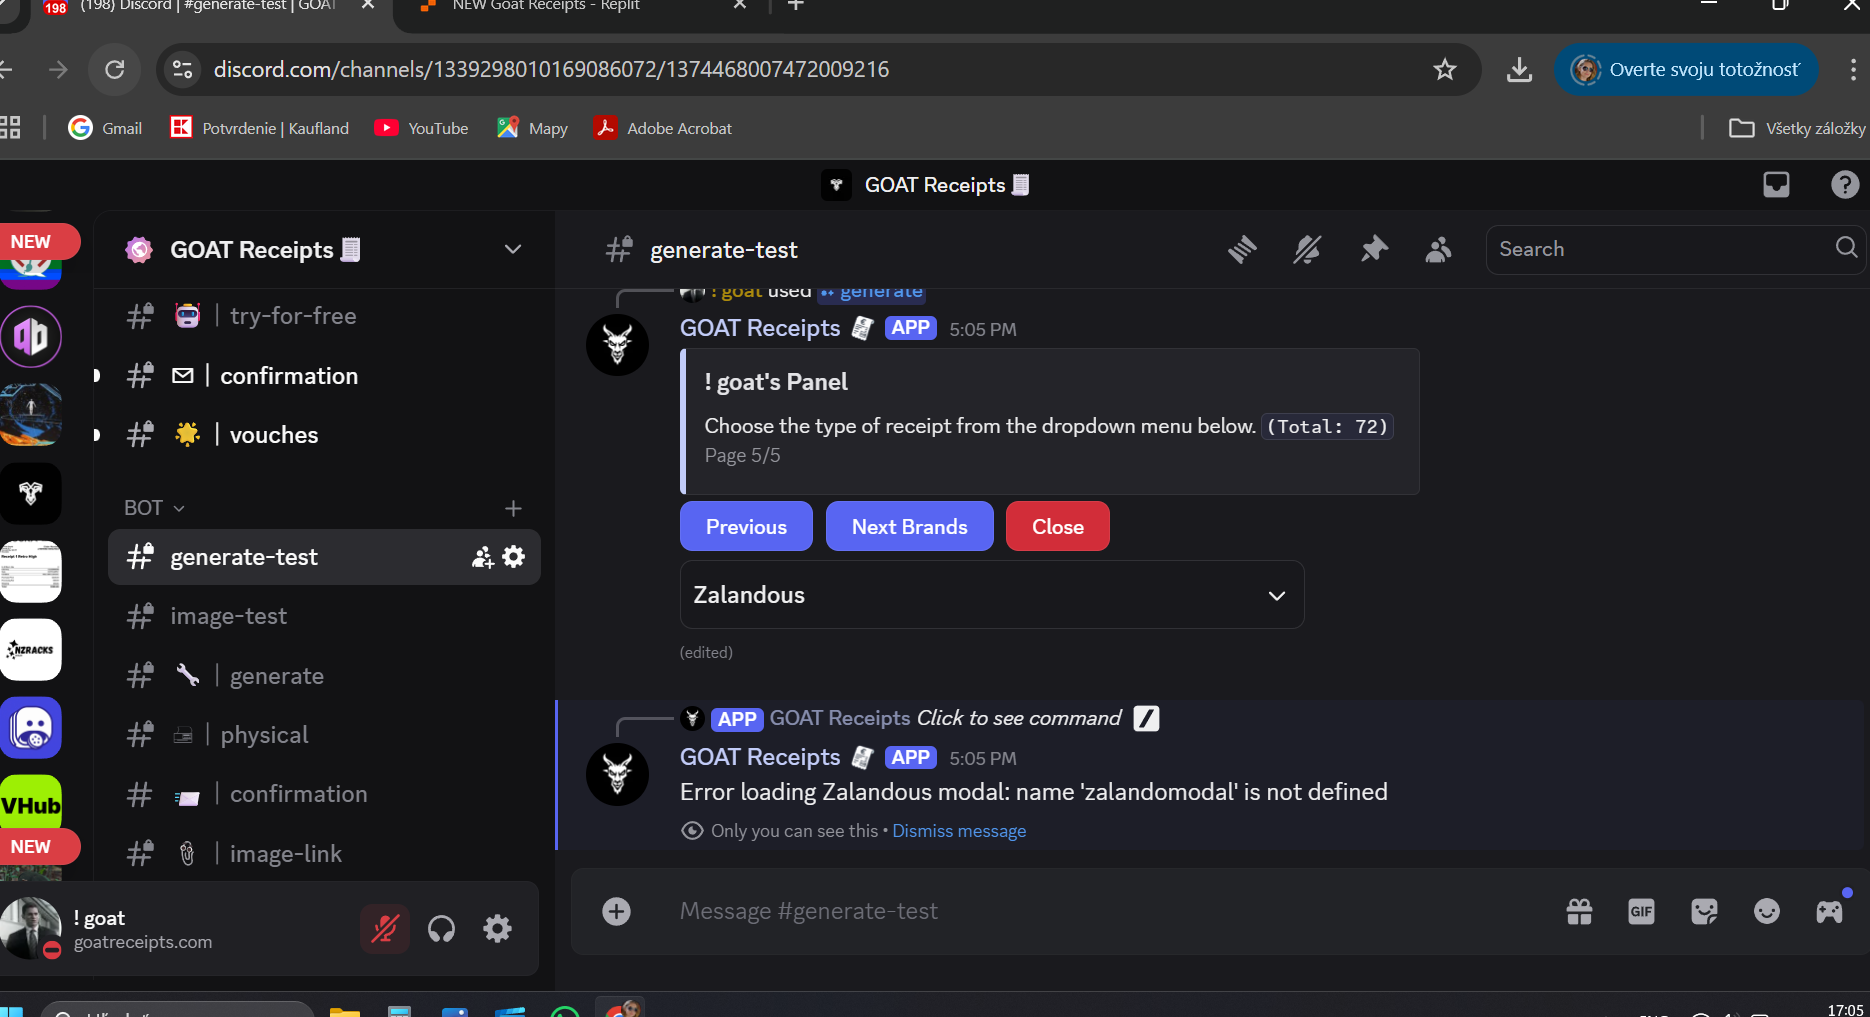 198
(198) Discord | #generate-test | GOAT
NEW Goat Receipts - Replit
discord.com/channels/1339298010169086072/1374468007472009216
Overte svoju totožnosť
Gmail
Potvrdenie | Kaufland
YouTube
Mapy
Adobe Acrobat
Všetky záložky
GOAT Receipts
NEW
GOAT Receipts
generate-test
Search
try-for-free
confirmation
vouches
BOT
generate-test
image-test
generate
physical
confirmation
image-link
NZRACKS
VHub
NEW
! goat
goatreceipts.com
! goat used generate
GOAT Receipts APP 5:05 PM
! goat's Panel
Choose the type of receipt from the dropdown menu below. (Total: 72)
Page 5/5
Previous
Next Brands
Close
Zalandous
(edited)
APP GOAT Receipts Click to see command
GOAT Receipts APP 5:05 PM
Error loading Zalandous modal: name 'zalandomodal' is not defined
Only you can see this • Dismiss message
Message #generate-test
GIF
17:05